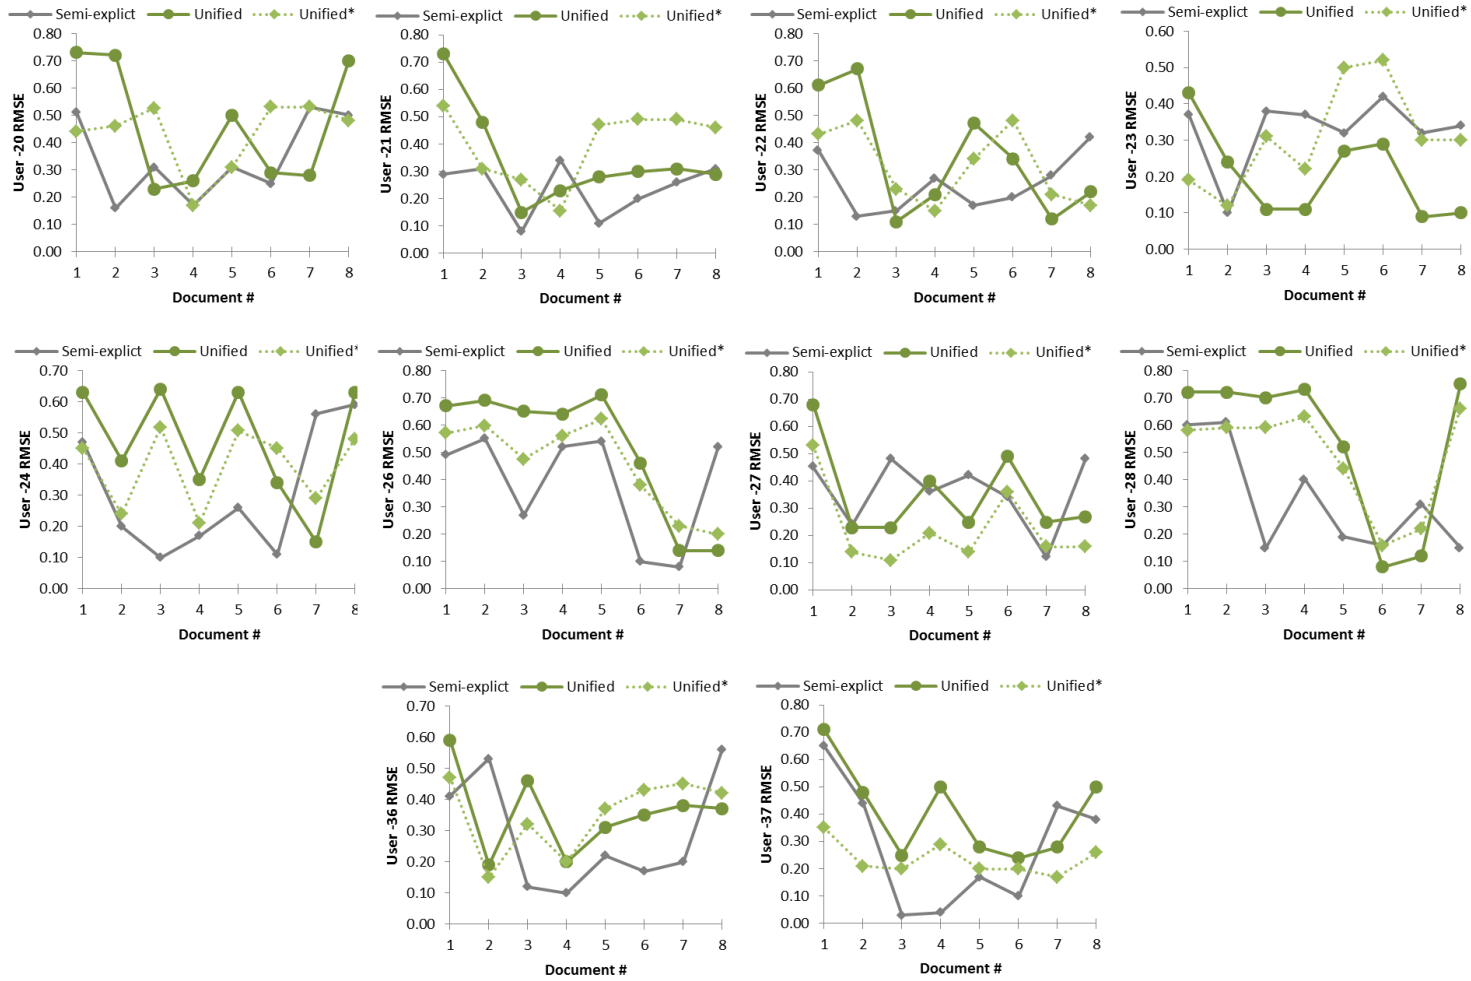 Semi-explict Unified Unified*
User -20 RMSE
0.80
0.70
0.60
0.50
0.40
0.30
0.20
0.10
0.00
1 2 3 4 5 6 7 8
Document #
Semi-explict Unified Unified*
User -21 RMSE
0.80
0.70
0.60
0.50
0.40
0.30
0.20
0.10
0.00
1 2 3 4 5 6 7 8
Document #
Semi-explict Unified Unified*
User -22 RMSE
0.80
0.70
0.60
0.50
0.40
0.30
0.20
0.10
0.00
1 2 3 4 5 6 7 8
Document #
Semi-explict Unified Unified*
User -23 RMSE
0.60
0.50
0.40
0.30
0.20
0.10
0.00
1 2 3 4 5 6 7 8
Document #
Semi-explict Unified Unified*
User -24 RMSE
0.70
0.60
0.50
0.40
0.30
0.20
0.10
0.00
1 2 3 4 5 6 7 8
Document #
Semi-explict Unified Unified*
User -26 RMSE
0.80
0.70
0.60
0.50
0.40
0.30
0.20
0.10
0.00
1 2 3 4 5 6 7 8
Document #
Semi-explict Unified Unified*
User -27 RMSE
0.80
0.70
0.60
0.50
0.40
0.30
0.20
0.10
0.00
1 2 3 4 5 6 7 8
Document #
Semi-explict Unified Unified*
User -28 RMSE
0.80
0.70
0.60
0.50
0.40
0.30
0.20
0.10
0.00
1 2 3 4 5 6 7 8
Document #
Semi-explict Unified Unified*
User -36 RMSE
0.70
0.60
0.50
0.40
0.30
0.20
0.10
0.00
1 2 3 4 5 6 7 8
Document #
Semi-explict Unified Unified*
User -37 RMSE
0.80
0.70
0.60
0.50
0.40
0.30
0.20
0.10
0.00
1 2 3 4 5 6 7 8
Document #